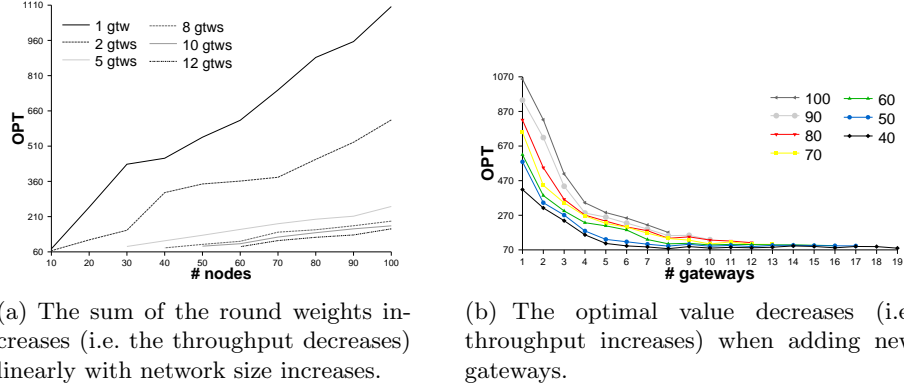 1110
960
810
660
510
360
210
60
OPT
1 gtw
2 gtws
5 gtws
8 gtws
10 gtws
12 gtws
10 20 30 40 50 60 70 80 90 100
# nodes
(a) The sum of the round weights in-
creases (i.e. the throughput decreases)
linearly with network size increases.
1070
870
670
470
270
70
OPT
100
90
80
70
60
50
40
1 2 3 4 5 6 7 8 9 10 11 12 13 14 15 16 17 18 19
# gateways
(b) The optimal value decreases (i.e
throughput increases) when adding new
gateways.